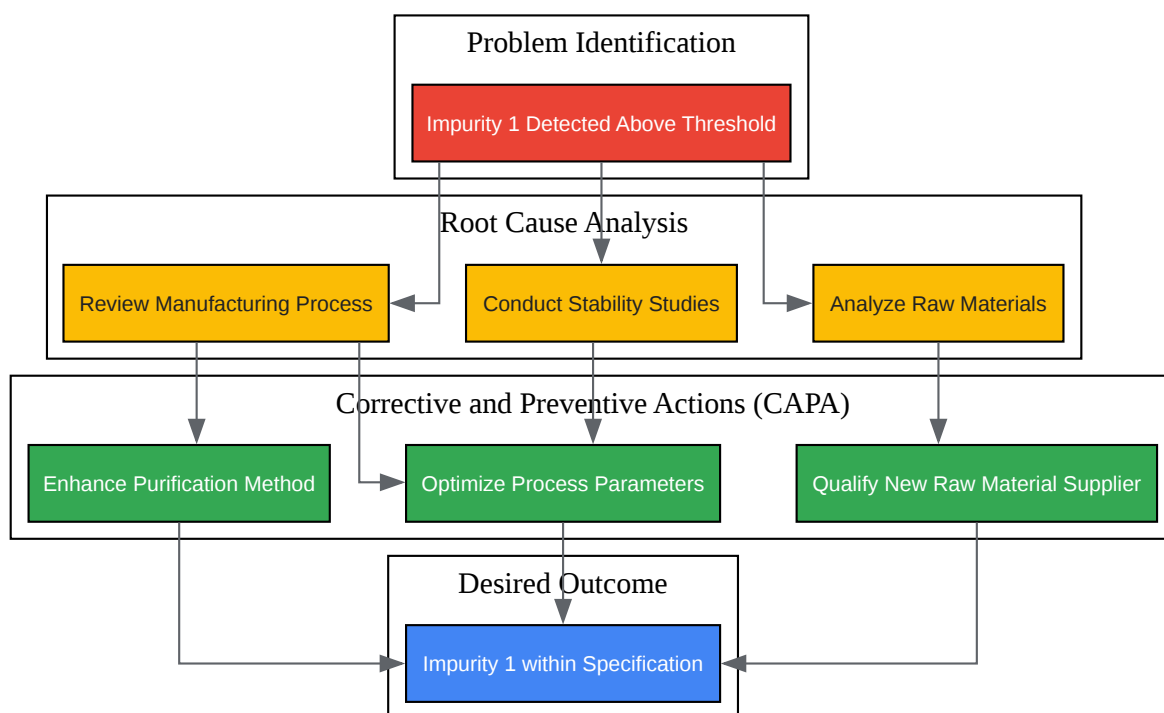 Problem Identification
Impurity 1 Detected Above Threshold
Root Cause Analysis
Review Manufacturing Process
Conduct Stability Studies
Analyze Raw Materials
Corrective and Preventive Actions (CAPA)
Enhance Purification Method
Optimize Process Parameters
Qualify New Raw Material Supplier
Desired Outcome
Impurity 1 within Specification